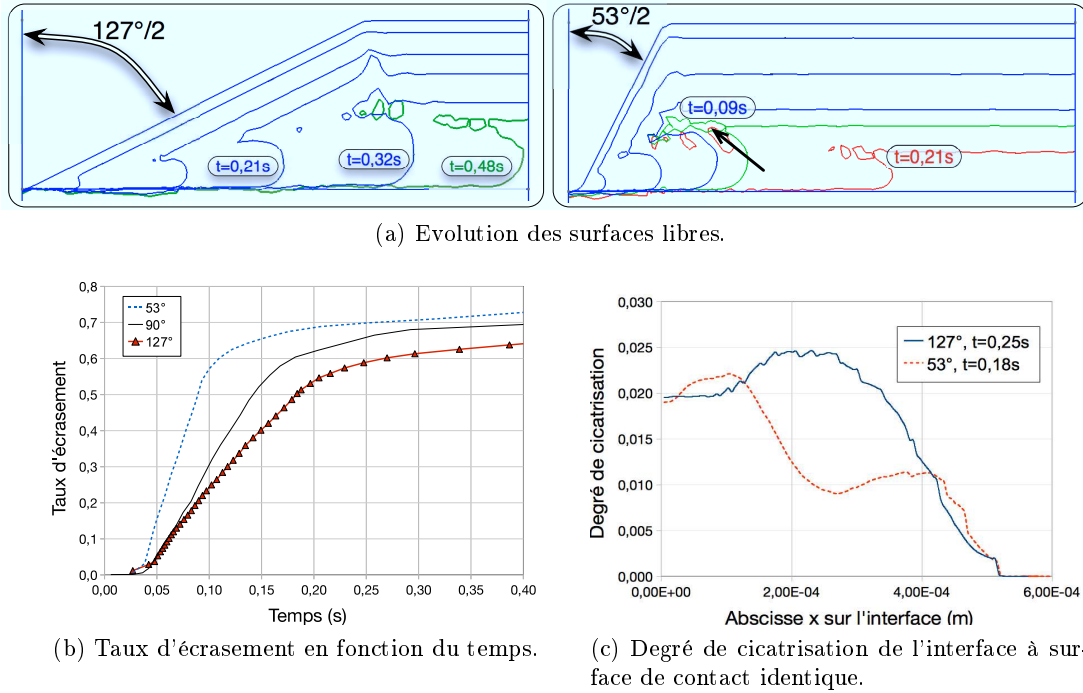 127°/2
t=0,21s
t=0,32s
t=0,48s
53°/2
t=0,09s
t=0,21s
(a) Evolution des surfaces libres.
0,8
0,7
0,6
0,5
0,4
0,3
0,2
0,1
0,0
Taux d'écrasement
53°
90°
127°
0,00 0,05 0,10 0,15 0,20 0,25 0,30 0,35 0,40
Temps (s)
(b) Taux d'écrasement en fonction du temps.
0,030
0,025
0,020
0,015
0,010
0,005
0,000
Degré de cicatrisation
127°, t=0,25s
53°, t=0,18s
0,00E+00 2,00E-04 4,00E-04 6,00E-04
Abscisse x sur l'interface (m)
(c) Degré de cicatrisation de l'interface à sur-
face de contact identique.